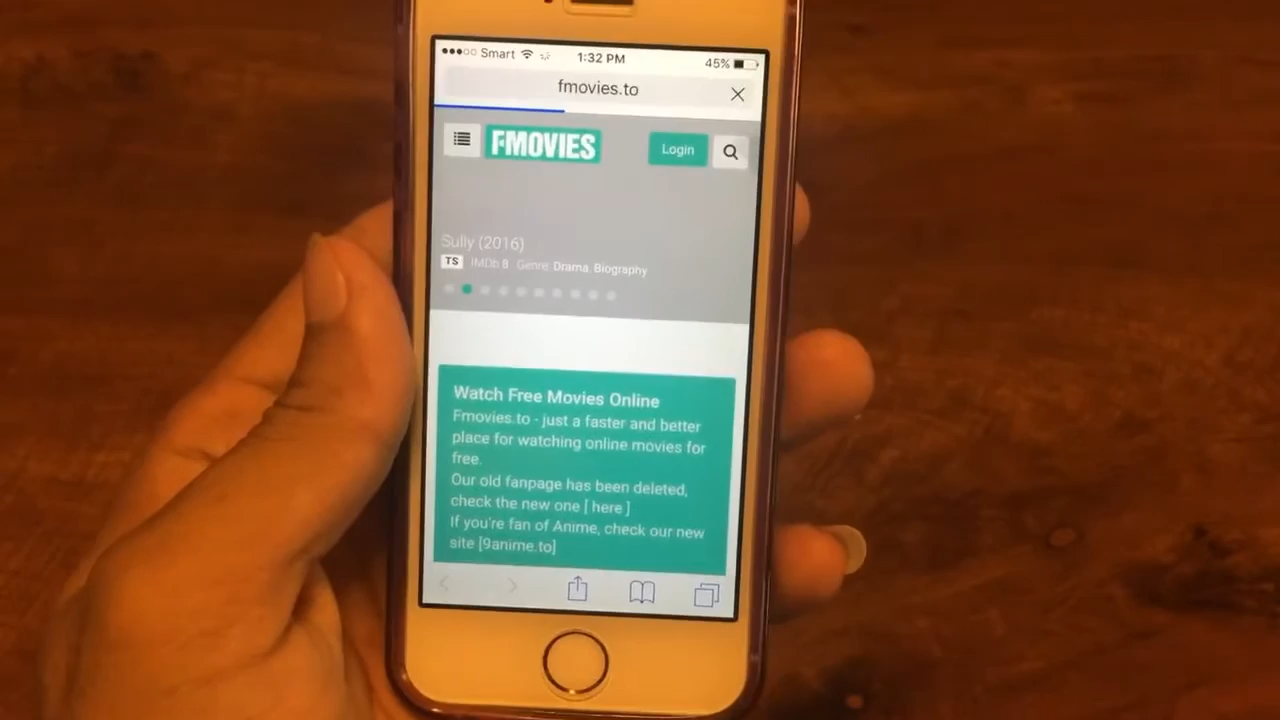 Smart 1:32 PM 45%
fmovies.to
FMOVIES Login
Sully (2016)
TS IMDb 8 Genre: Drama, Biography
Watch Free Movies Online
Fmovies.to - just a faster and better
place for watching online movies for
free.
Our old fanpage has been deleted,
check the new one [ here ]
If you're fan of Anime, check our new
site [9anime.to]